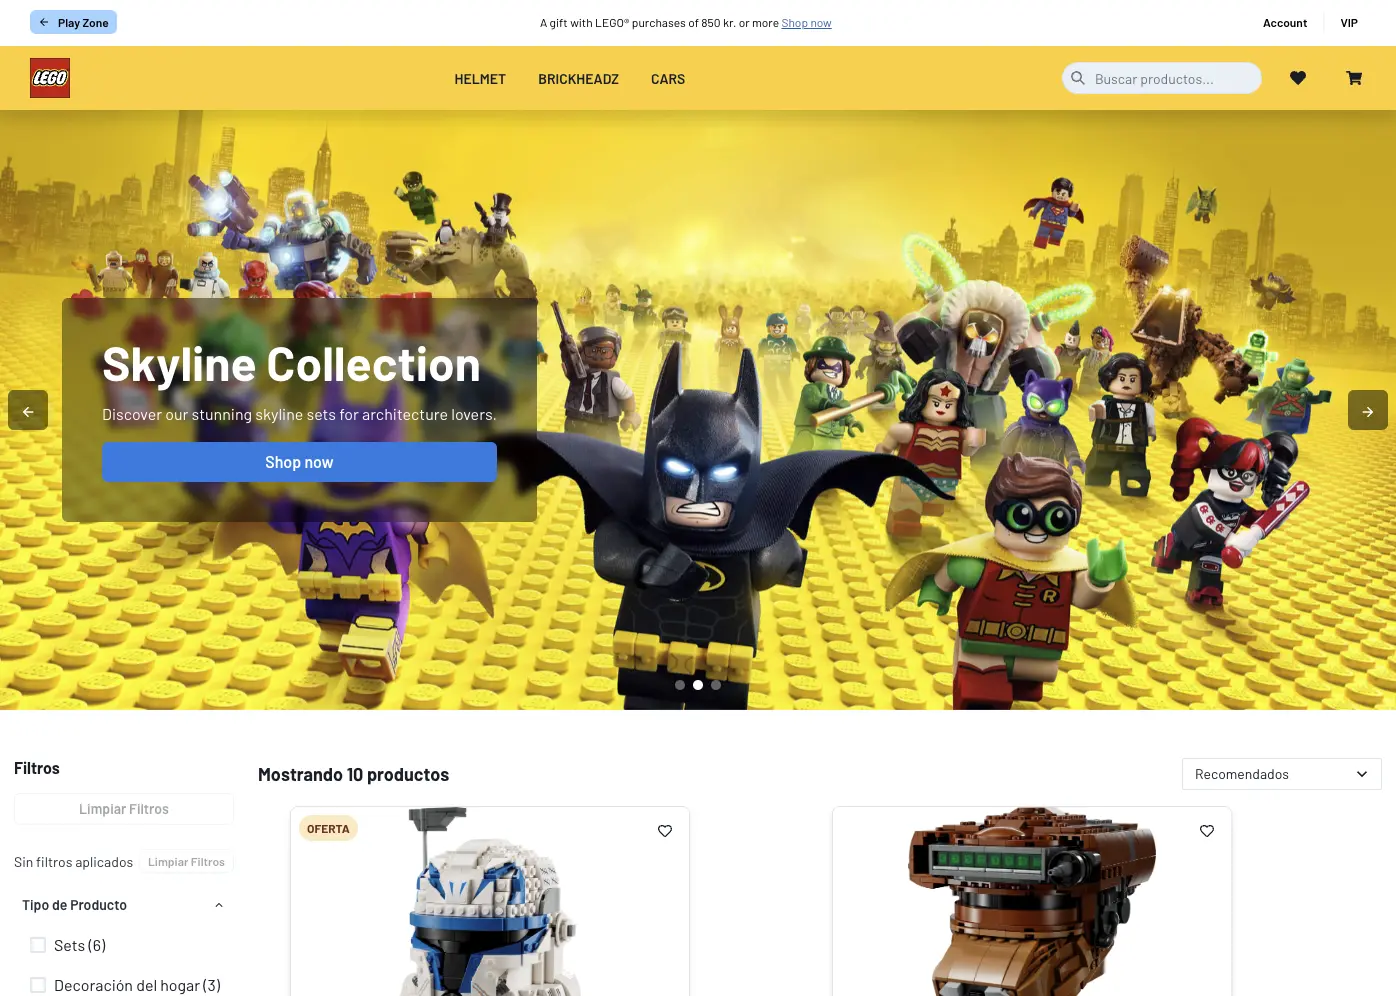 Play Zone
A gift with LEGO® purchases of 850 kr. or more Shop now
Account
VIP
LEGO
HELMET
BRICKHEADZ
CARS
Buscar productos...
Skyline Collection
Discover our stunning skyline sets for architecture lovers.
Shop now
R
Filtros
Limpiar Filtros
Sin filtros aplicados
Limpiar Filtros
Tipo de Producto
Sets (6)
Decoración del hogar (3)
Mostrando 10 productos
Recomendados
OFERTA